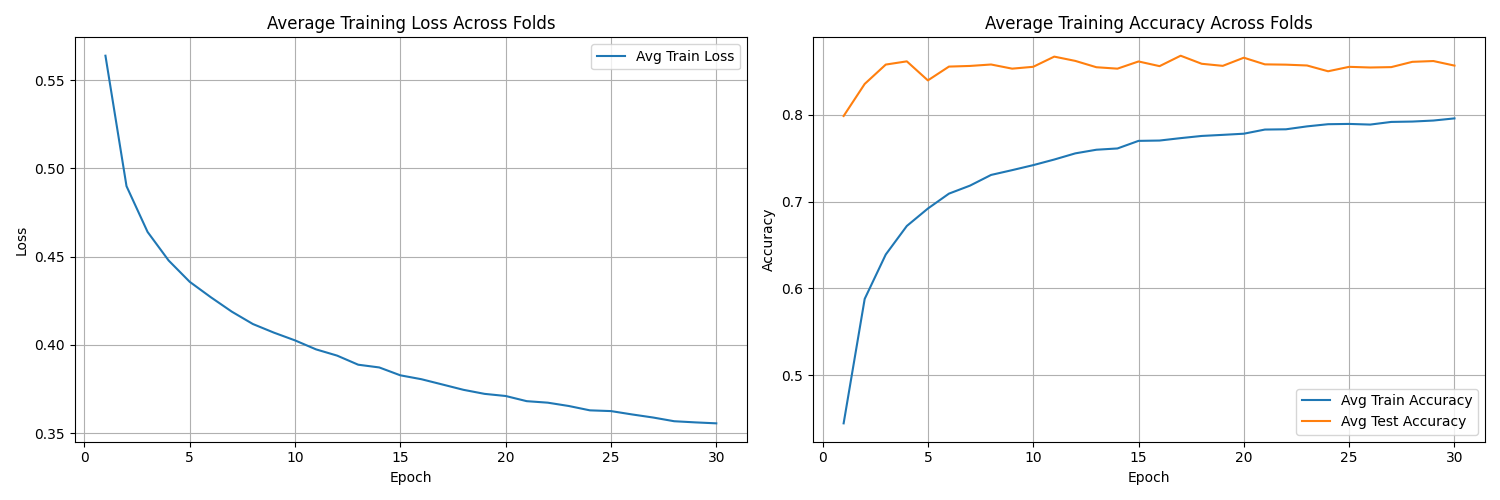 Average Training Loss Across Folds
Avg Train Loss
0.55
0.50
0.45
0.40
0.35
Loss
0 5 10 15 20 25 30
Epoch
Average Training Accuracy Across Folds
0.8
0.7
0.6
0.5
Accuracy
Avg Train Accuracy
Avg Test Accuracy
0 5 10 15 20 25 30
Epoch